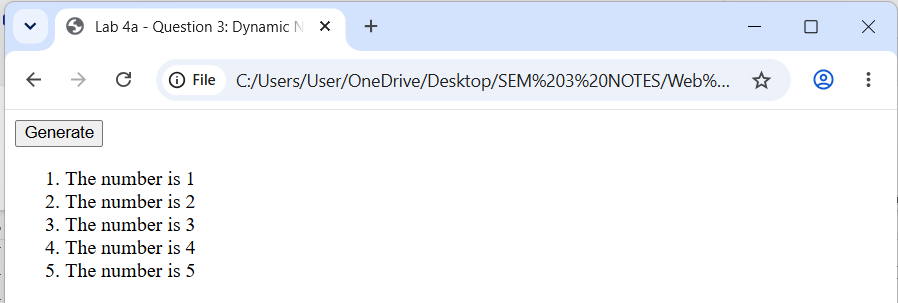 Lab 4a - Question 3: Dynamic N
File C:/Users/User/OneDrive/Desktop/SEM%203%20NOTES/Web%...
Generate
1. The number is 1
2. The number is 2
3. The number is 3
4. The number is 4
5. The number is 5